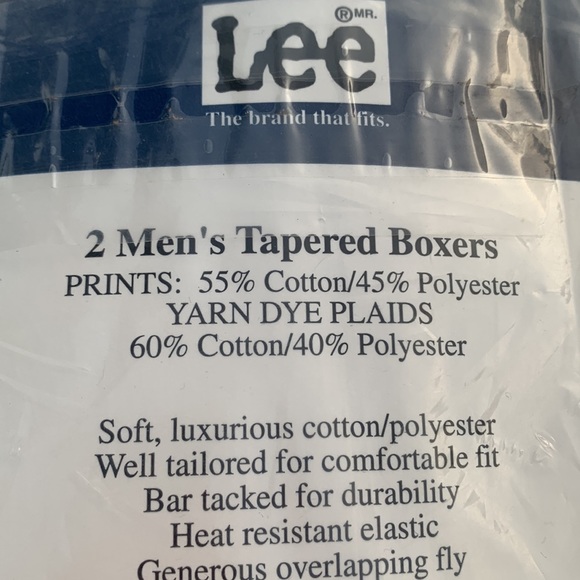 ® MR.
Lee
The brand that fits.
2 Men's Tapered Boxers
PRINTS: 55% Cotton/45% Polyester
YARN DYE PLAIDS
60% Cotton/40% Polyester
Soft, luxurious cotton/polyester
Well tailored for comfortable fit
Bar tacked for durability
Heat resistant elastic
Generous overlapping fly